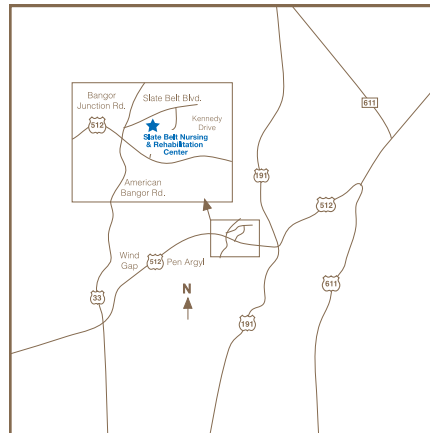 611
Bangor
Junction Rd.
Slate Belt Blvd.
512
Kennedy
Drive
Slate Belt Nursing
& Rehabilitation
Center
191
American
Bangor Rd.
512
Wind
Gap
512
Pen Argyl
611
N
33
191